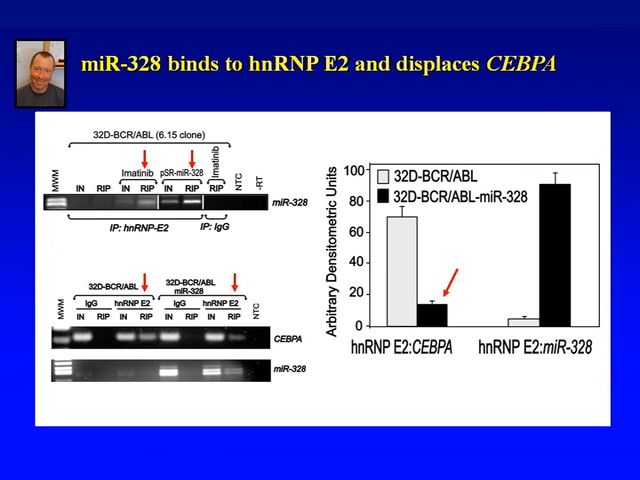 miR-328 binds to hnRNP E2 and displaces CEBPA
32D-BCR/ABL (6.15 clone)
Imatinib pSR-miR-328 Imatinib
MWM IN RIP IN RIP IN RIP RIP NTC -RT
miR-328
IP: hnRNP-E2 IP: IgG
32D-BCR/ABL 32D-BCR/ABL
miR-328
IgG hnRNP E2 IgG hnRNP E2
MWM IN RIP IN RIP IN RIP IN RIP NTC
CEBPA
miR-328
Arbitrary Densitometric Units
100
80
60
40
20
0
32D-BCR/ABL
32D-BCR/ABL-miR-328
hnRNP E2:CEBPA hnRNP E2:miR-328